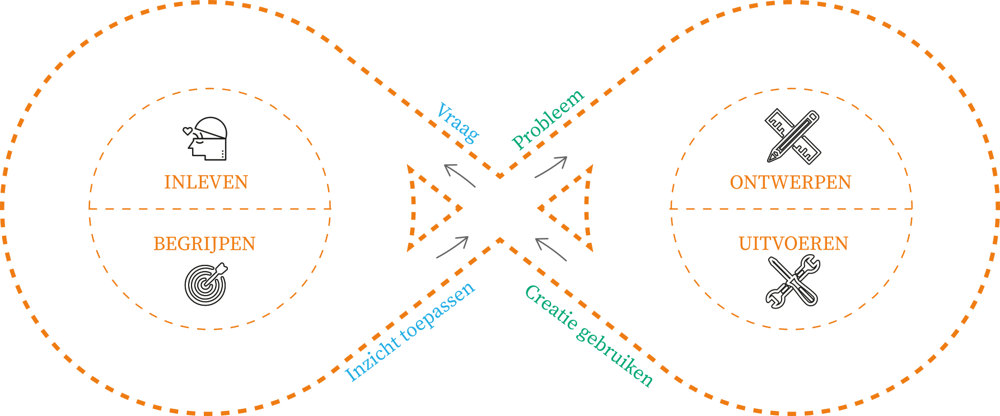 Vraag
Probleem
INLEVEN
BEGRIJPEN
ONTWERPEN
UITVOEREN
Inzicht toepassen
Creatie gebruiken